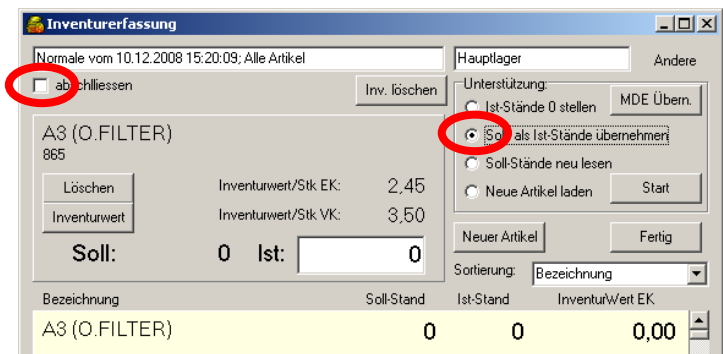 Inventurerfassung
Normale vom 10.12.2008 15:20:09; Alle Artikel
Hauptlager
Andere
abschlliessen
Inv. löschen
Unterstützung:
Ist-Stände 0 stellen
MDE Übern.
Soll als Ist-Stände übernehmen
Soll-Stände neu lesen
Neue Artikel laden
Start
A3 (O.FILTER)
865
Löschen
Inventurwert/Stk EK: 2,45
Inventurwert
Inventurwert/Stk VK: 3,50
Soll: 0 Ist: 0
Neuer Artikel
Fertig
Sortierung: Bezeichnung
Bezeichnung Soll-Stand Ist-Stand InventurWert EK
A3 (O.FILTER) 0 0 0,00